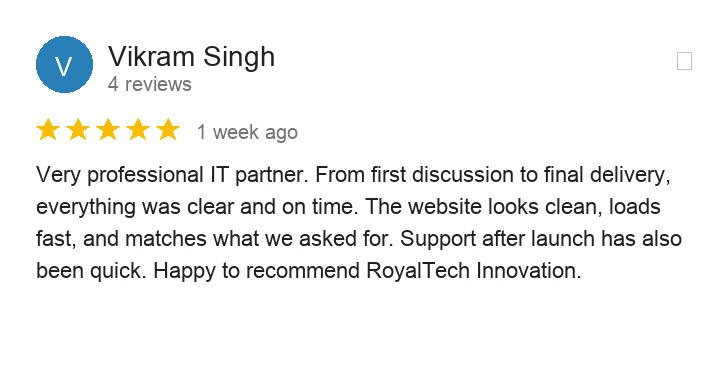 V
Vikram Singh
4 reviews
1 week ago
Very professional IT partner. From first discussion to final delivery,
everything was clear and on time. The website looks clean, loads
fast, and matches what we asked for. Support after launch has also
been quick. Happy to recommend RoyalTech Innovation.